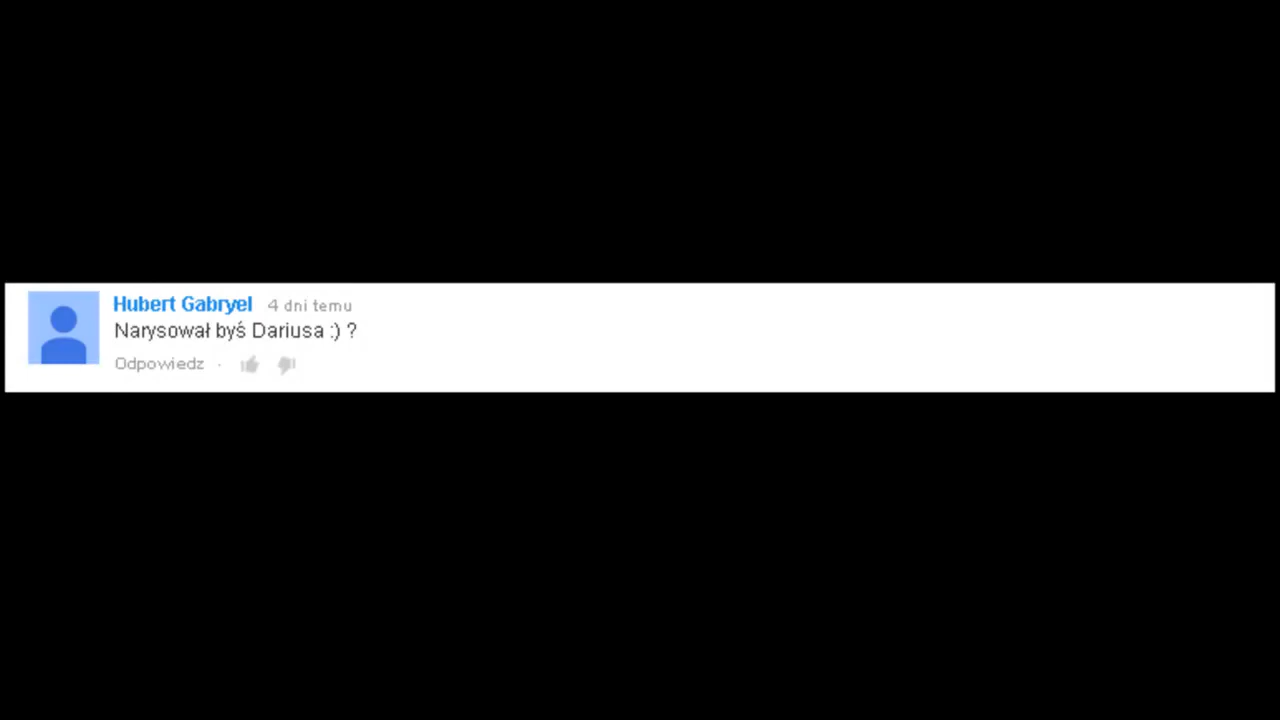 Hubert Gabryel 4 dni temu
Narysował byś Dariusa :) ?
Odpowiedz ·